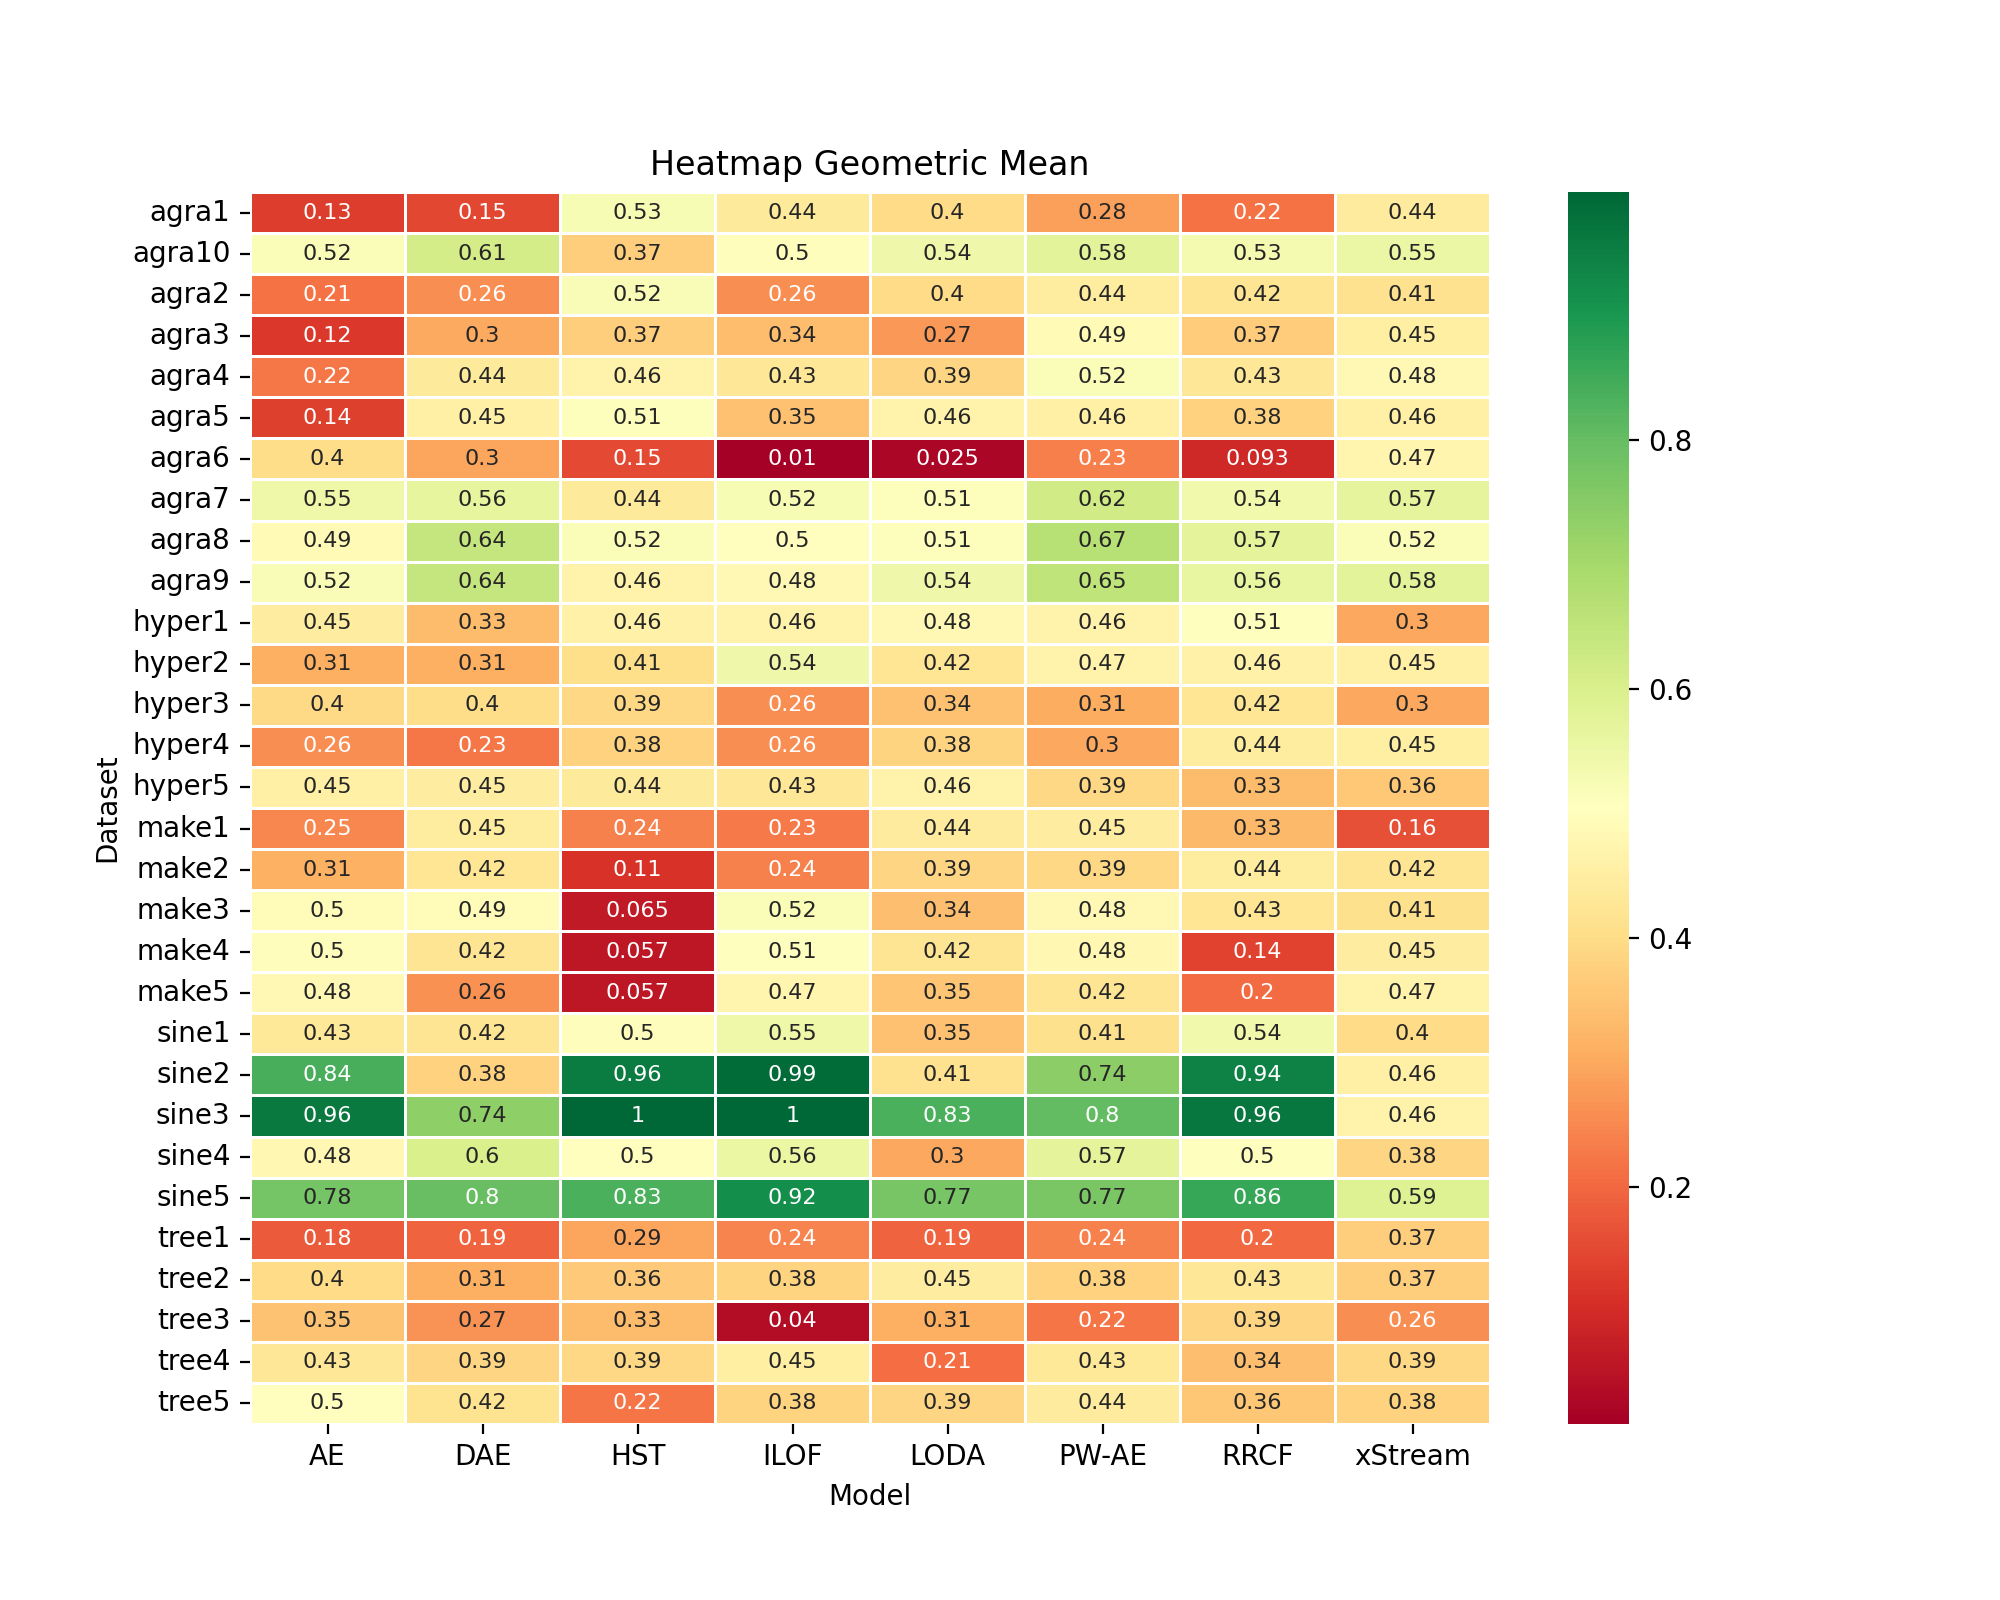 Heatmap Geometric Mean
agra1 0.13 0.15 0.53 0.44 0.4 0.28 0.22 0.44
agra10 0.52 0.61 0.37 0.5 0.54 0.58 0.53 0.55
agra2 0.21 0.26 0.52 0.26 0.4 0.44 0.42 0.41
agra3 0.12 0.3 0.37 0.34 0.27 0.49 0.37 0.45
agra4 0.22 0.44 0.46 0.43 0.39 0.52 0.43 0.48
agra5 0.14 0.45 0.51 0.35 0.46 0.46 0.38 0.46
agra6 0.4 0.3 0.15 0.01 0.025 0.23 0.093 0.47
agra7 0.55 0.56 0.44 0.52 0.51 0.62 0.54 0.57
agra8 0.49 0.64 0.52 0.5 0.51 0.67 0.57 0.52
agra9 0.52 0.64 0.46 0.48 0.54 0.65 0.56 0.58
hyper1 0.45 0.33 0.46 0.46 0.48 0.46 0.51 0.3
hyper2 0.31 0.31 0.41 0.54 0.42 0.47 0.46 0.45
hyper3 0.4 0.4 0.39 0.26 0.34 0.31 0.42 0.3
hyper4 0.26 0.23 0.38 0.26 0.38 0.3 0.44 0.45
hyper5 0.45 0.45 0.44 0.43 0.46 0.39 0.33 0.36
make1 0.25 0.45 0.24 0.23 0.44 0.45 0.33 0.16
make2 0.31 0.42 0.11 0.24 0.39 0.39 0.44 0.42
make3 0.5 0.49 0.065 0.52 0.34 0.48 0.43 0.41
make4 0.5 0.42 0.057 0.51 0.42 0.48 0.14 0.45
make5 0.48 0.26 0.057 0.47 0.35 0.42 0.2 0.47
sine1 0.43 0.42 0.5 0.55 0.35 0.41 0.54 0.4
sine2 0.84 0.38 0.96 0.99 0.41 0.74 0.94 0.46
sine3 0.96 0.74 1 1 0.83 0.8 0.96 0.46
sine4 0.48 0.6 0.5 0.56 0.3 0.57 0.5 0.38
sine5 0.78 0.8 0.83 0.92 0.77 0.77 0.86 0.59
tree1 0.18 0.19 0.29 0.24 0.19 0.24 0.2 0.37
tree2 0.4 0.31 0.36 0.38 0.45 0.38 0.43 0.37
tree3 0.35 0.27 0.33 0.04 0.31 0.22 0.39 0.26
tree4 0.43 0.39 0.39 0.45 0.21 0.43 0.34 0.39
tree5 0.5 0.42 0.22 0.38 0.39 0.44 0.36 0.38
AE DAE HST ILOF LODA PW-AE RRCF xStream
Model
Dataset
0.8
0.6
0.4
0.2